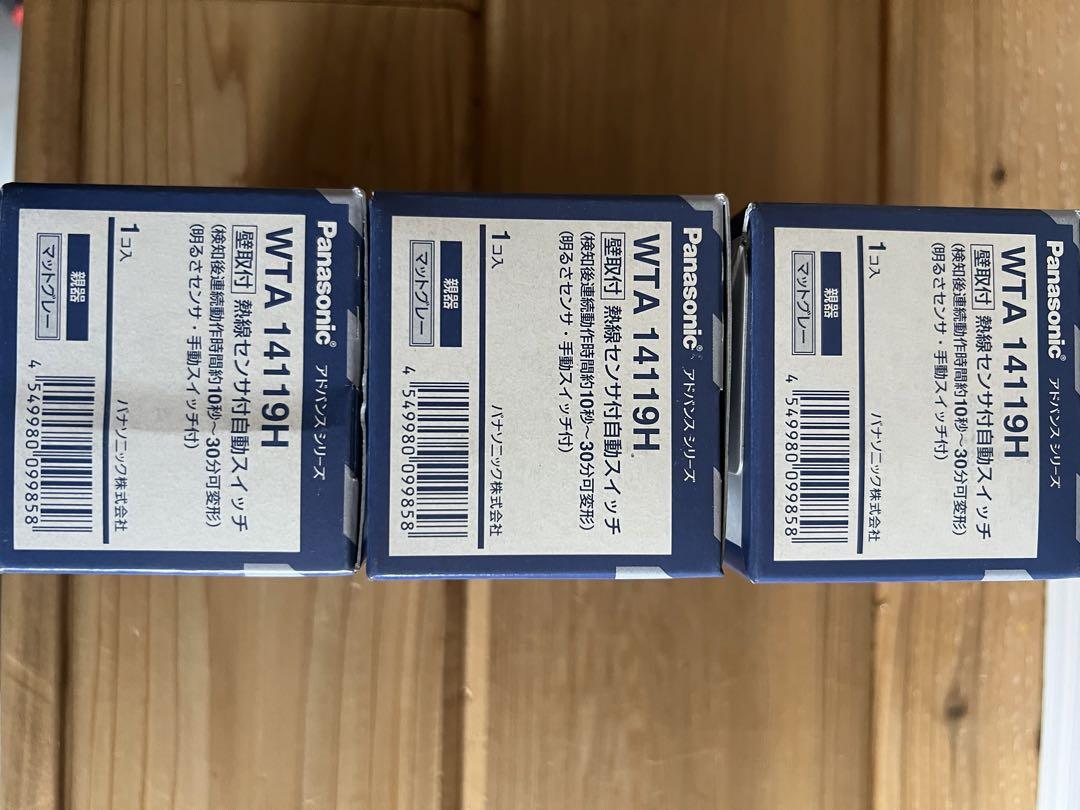 Panasonic® アドバンス シリーズ
WTA 14119H
壁取付 熱線センサ付自動スイッチ
(検知後連続動作時間約10秒~30分可変形)
(明るさセンサ・手動スイッチ付)
1コ入
パナソニック株式会社
親器
マットグレー
4 549980 099858
Panasonic® アドバンス シリーズ
WTA 14119H
壁取付 熱線センサ付自動スイッチ
(検知後連続動作時間約10秒~30分可変形)
(明るさセンサ・手動スイッチ付)
1コ入
パナソニック株式会社
親器
マットグレー
4 549980 099858
Panasonic® アドバンス シリーズ
WTA 14119H
壁取付 熱線センサ付自動スイッチ
(検知後連続動作時間約10秒~30分可変形)
(明るさセンサ・手動スイッチ付)
1コ入
パナソニック株式会社
親器
マットグレー
4 549980 099858